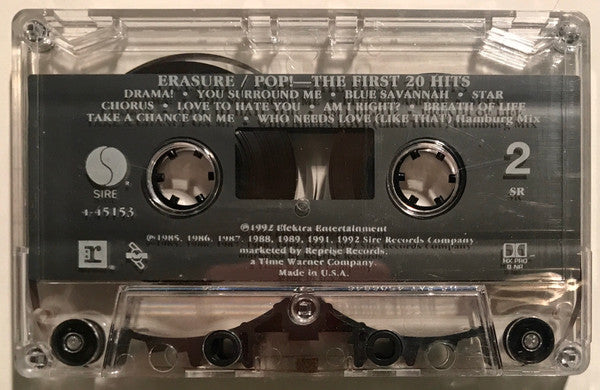 ERASURE / POP!—THE FIRST 20 HITS
DRAMA! • YOU SURROUND ME • BLUE SAVANNAH • STAR
CHORUS • LOVE TO HATE YOU • AM I RIGHT? • BREATH OF LIFE
TAKE A CHANCE ON ME • WHO NEEDS LOVE (LIKE THAT) Hamburg Mix
SIRE
4-45153
2
SR
©1992 Elektra Entertainment
℗1985, 1986, 1987, 1988, 1989, 1991, 1992 Sire Records Company
marketed by Reprise Records,
a Time Warner Company.
Made in U.S.A.
r
HX PRO
B NR